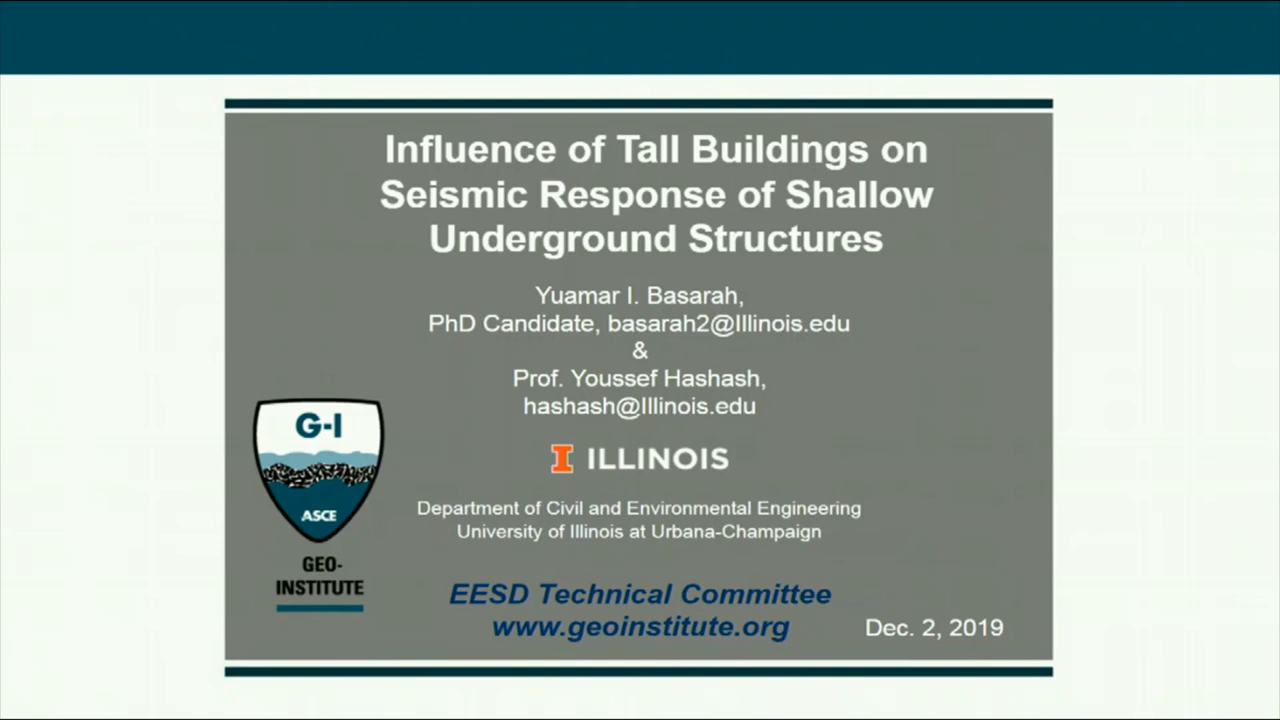 Influence of Tall Buildings on
Seismic Response of Shallow
Underground Structures
Yuamar I. Basarah,
PhD Candidate, basarah2@Illinois.edu
&
Prof. Youssef Hashash,
hashash@Illinois.edu
I ILLINOIS
Department of Civil and Environmental Engineering
University of Illinois at Urbana-Champaign
G-I
ASCE
GEO-
INSTITUTE
EESD Technical Committee
www.geoinstitute.org
Dec. 2, 2019